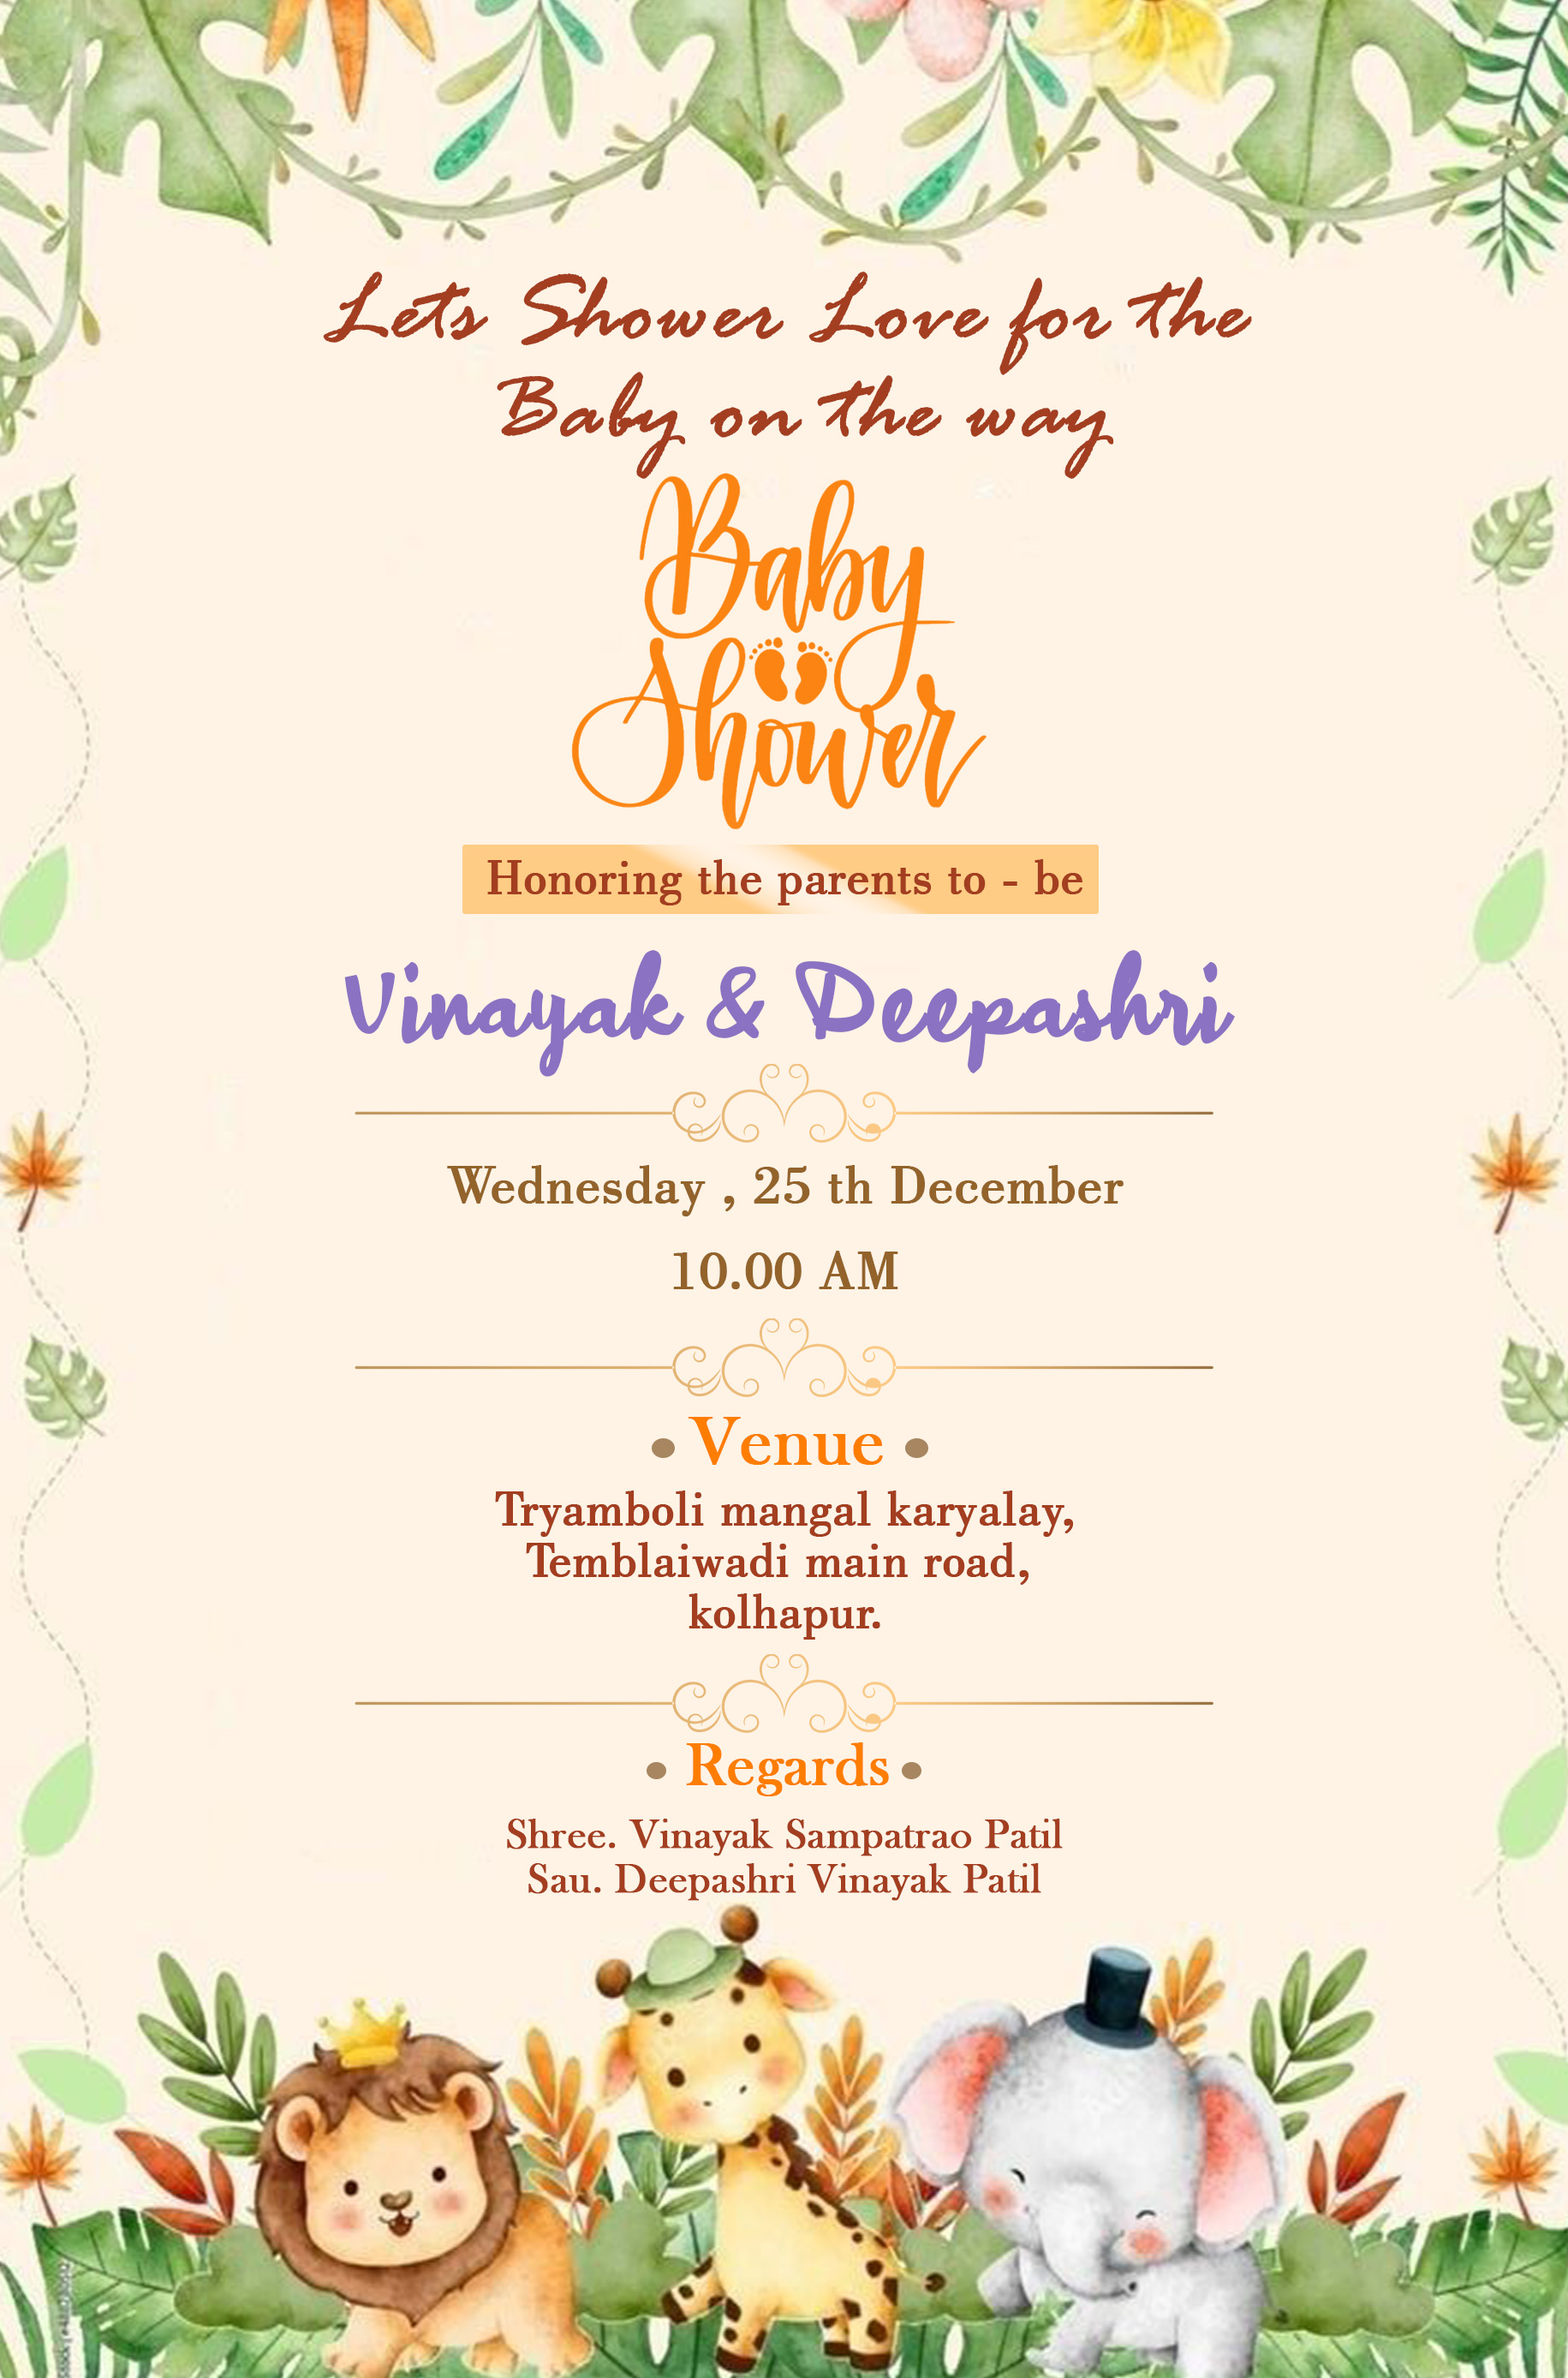 Lets Shower Love for the
Baby on the way
Baby
Shower
Honoring the parents to - be
Vinayak & Deepashri
Wednesday , 25 th December
10.00 AM
• Venue •
Tryamboli mangal karyalay,
Temblaiwadi main road,
kolhapur.
• Regards •
Shree. Vinayak Sampatrao Patil
Sau. Deepashri Vinayak Patil